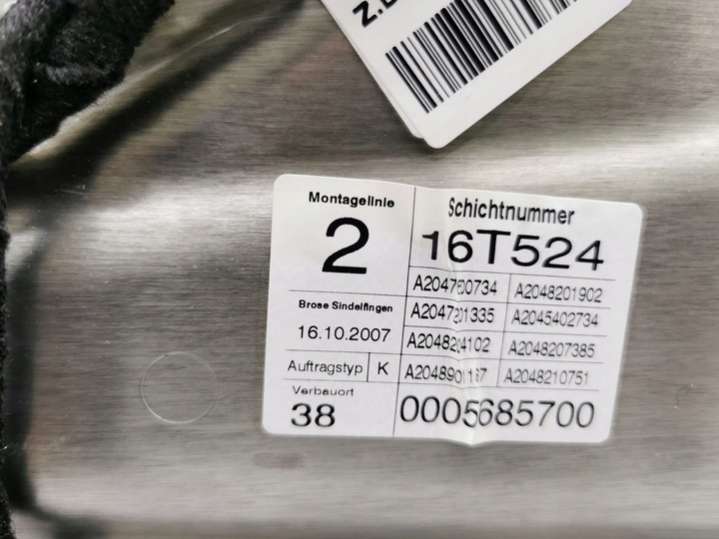 Montagelinie
2
Schichtnummer
16T524
Brose Sindelfingen
16.10.2007
Auftragstyp K
Verbauort
38
A2048201902
A2045402734
A2048207385
A2048210751
0005685700